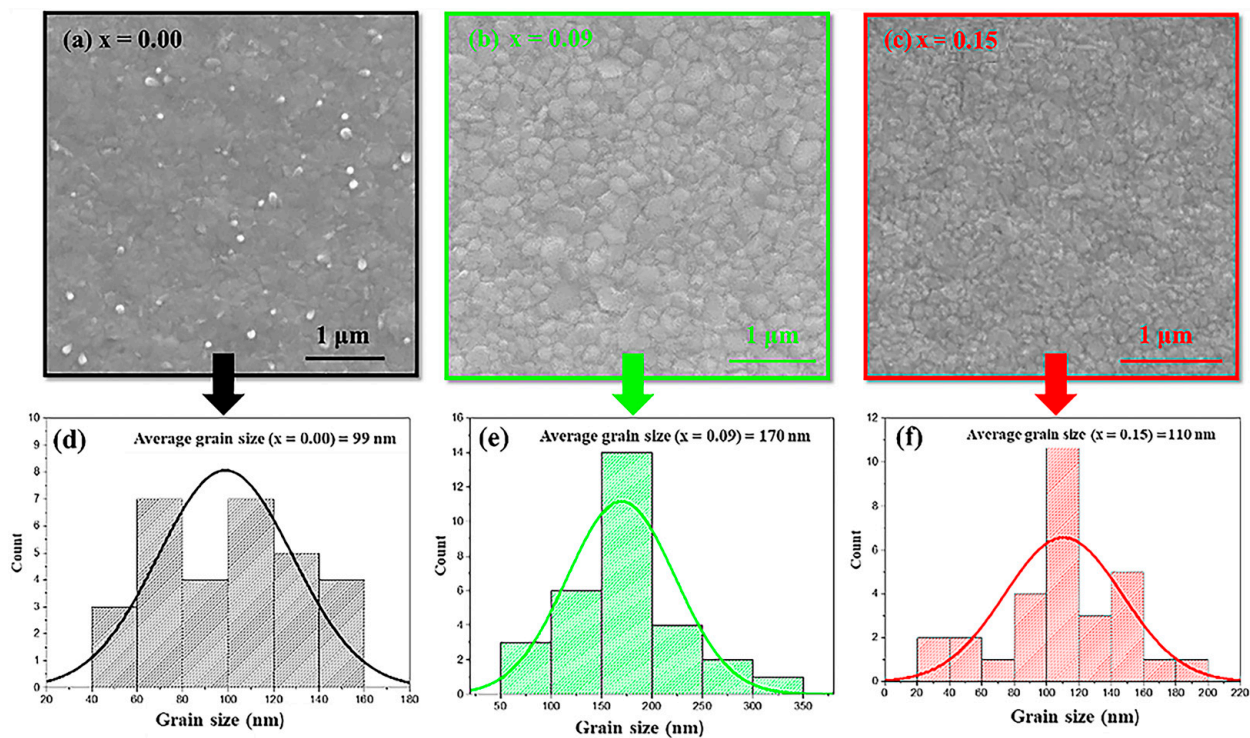 (a) x = 0.00
(b) x = 0.09
(c) x = 0.15
1 µm
1 µm
1 µm
(d)
Average grain size (x = 0.00) = 99 nm
10
9
8
7
6
5
4
3
2
1
0
Count
20 40 60 80 100 120 140 160 180
Grain size (nm)
(e)
Average grain size (x = 0.09) = 170 nm
16
14
12
10
8
6
4
2
0
Count
50 100 150 200 250 300 350
Grain size (nm)
(f)
Average grain size (x = 0.15) = 110 nm
12
10
8
6
4
2
0
Count
0 20 40 60 80 100 120 140 160 180 200 220
Grain size (nm)